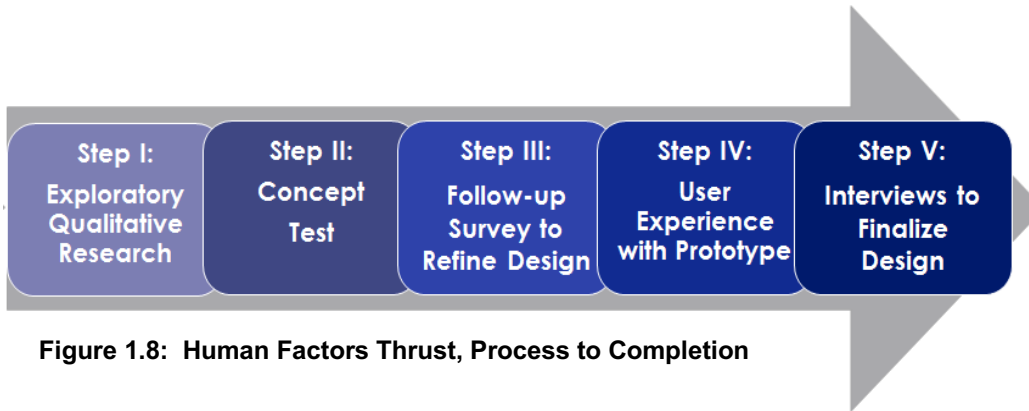 Step I:
Exploratory
Qualitative
Research
Step II:
Concept
Test
Step III:
Follow-up
Survey to
Refine Design
Step IV:
User
Experience
with Prototype
Step V:
Interviews to
Finalize
Design
Figure 1.8: Human Factors Thrust, Process to Completion